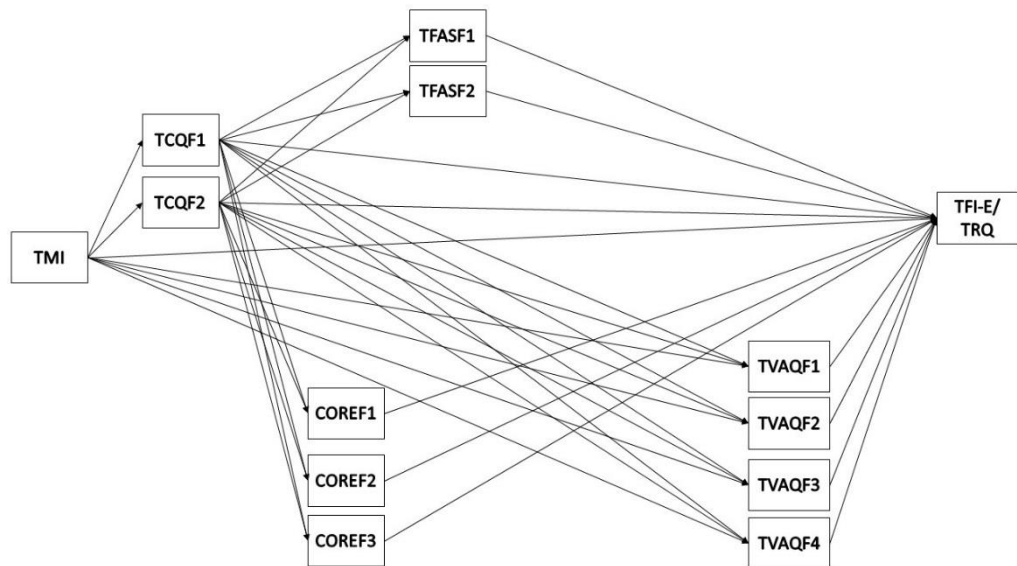 TFASF1
TFASF2
TCQF1
TCQF2
TFI-E/
TRQ
TMI
TVAQF1
COREF1
TVAQF2
COREF2
TVAQF3
COREF3
TVAQF4